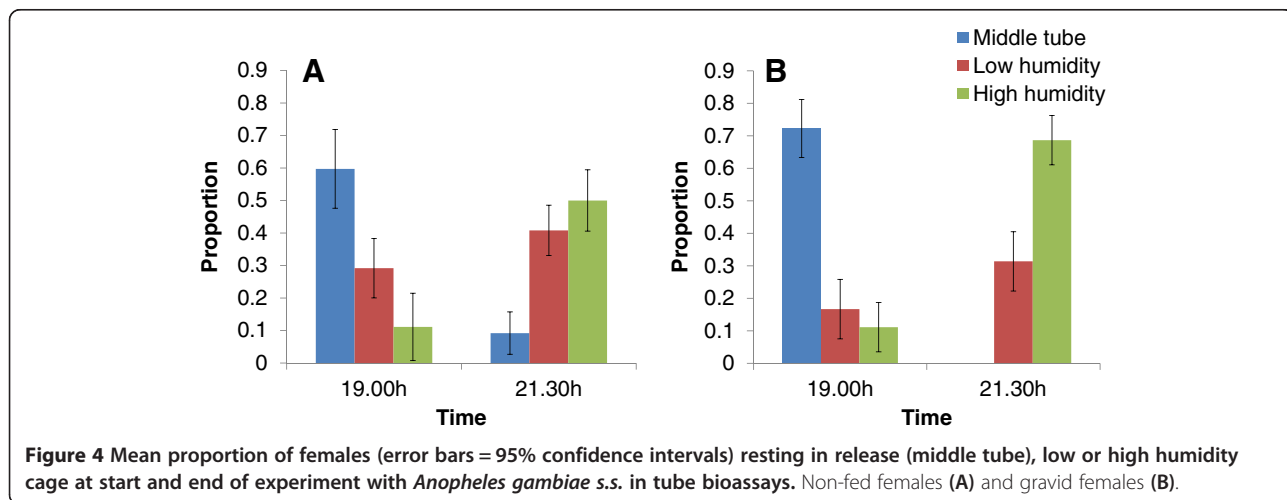 A
Proportion
0.9
0.8
0.7
0.6
0.5
0.4
0.3
0.2
0.1
0
19.00h
21.30h
Time
B
Middle tube
Low humidity
High humidity
Proportion
0.9
0.8
0.7
0.6
0.5
0.4
0.3
0.2
0.1
0
19.00h
21.30h
Time
Figure 4 Mean proportion of females (error bars = 95% confidence intervals) resting in release (middle tube), low or high humidity
cage at start and end of experiment with Anopheles gambiae s.s. in tube bioassays. Non-fed females (A) and gravid females (B).